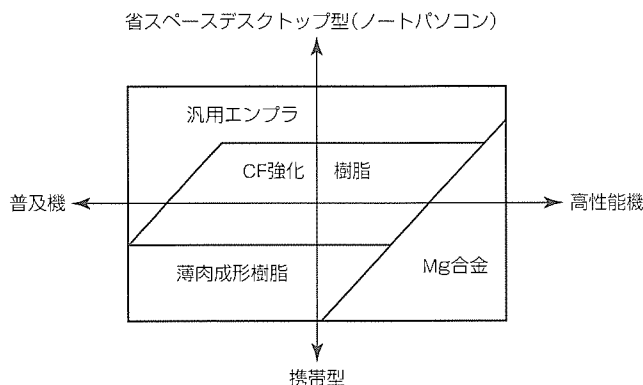 省スペースデスクトップ型(ノートパソコン)
汎用エンプラ
CF強化 樹脂
普及機
高性能機
薄肉成形樹脂
Mg合金
携帯型